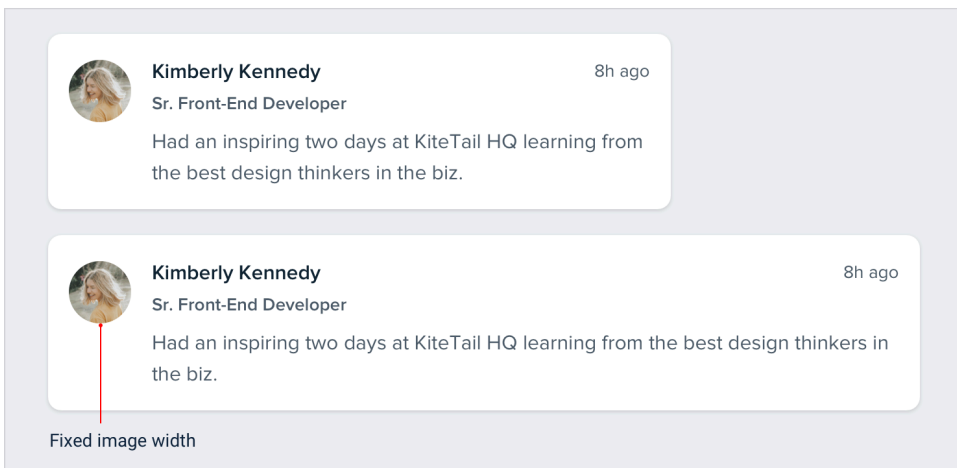 Kimberly Kennedy
8h ago
Sr. Front-End Developer
Had an inspiring two days at KiteTail HQ learning from
the best design thinkers in the biz.
Kimberly Kennedy
8h ago
Sr. Front-End Developer
Had an inspiring two days at KiteTail HQ learning from the best design thinkers in
the biz.
Fixed image width